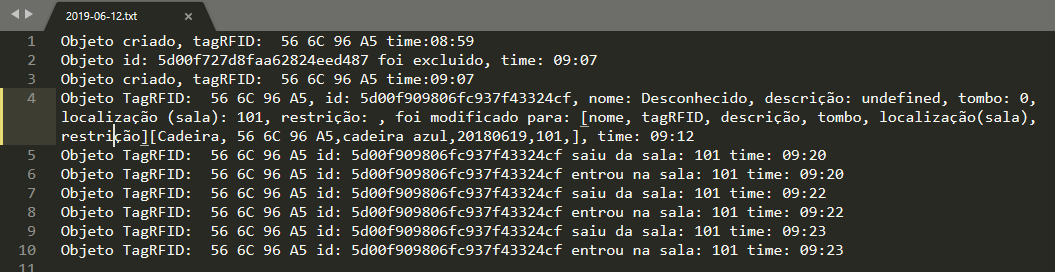 2019-06-12.txt
1 Objeto criado, tagRFID:  56 6C 96 A5 time:08:59
2 Objeto id: 5d00f727d8faa62824eed487 foi excluido, time: 09:07
3 Objeto criado, tagRFID:  56 6C 96 A5 time:09:07
4 Objeto TagRFID:  56 6C 96 A5, id: 5d00f909806fc937f43324cf, nome: Desconhecido, descrição: undefined, tombo: 0,
localização (sala): 101, restrição: , foi modificado para: [nome, tagRFID, descrição, tombo, localização(sala),
restrição][Cadeira, 56 6C 96 A5,cadeira azul,20180619,101,], time: 09:12
5 Objeto TagRFID:  56 6C 96 A5 id: 5d00f909806fc937f43324cf saiu da sala: 101 time: 09:20
6 Objeto TagRFID:  56 6C 96 A5 id: 5d00f909806fc937f43324cf entrou na sala: 101 time: 09:20
7 Objeto TagRFID:  56 6C 96 A5 id: 5d00f909806fc937f43324cf saiu da sala: 101 time: 09:22
8 Objeto TagRFID:  56 6C 96 A5 id: 5d00f909806fc937f43324cf entrou na sala: 101 time: 09:22
9 Objeto TagRFID:  56 6C 96 A5 id: 5d00f909806fc937f43324cf saiu da sala: 101 time: 09:23
10 Objeto TagRFID:  56 6C 96 A5 id: 5d00f909806fc937f43324cf entrou na sala: 101 time: 09:23
11